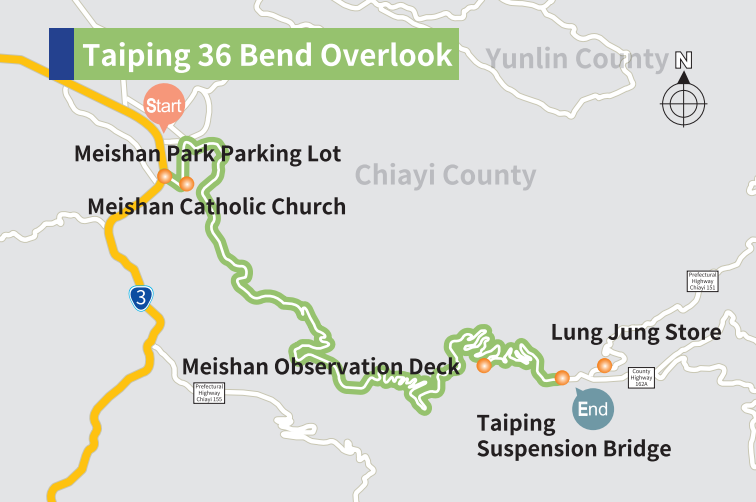 Taiping 36 Bend Overlook
Yunlin County
N
Start
Meishan Park Parking Lot
Chiayi County
Meishan Catholic Church
Prefectural
Highway
Chiayi 151
3
Lung Jung Store
Meishan Observation Deck
County
Highway
162A
Prefectural
Highway
Chiayi 155
End
Taiping
Suspension Bridge